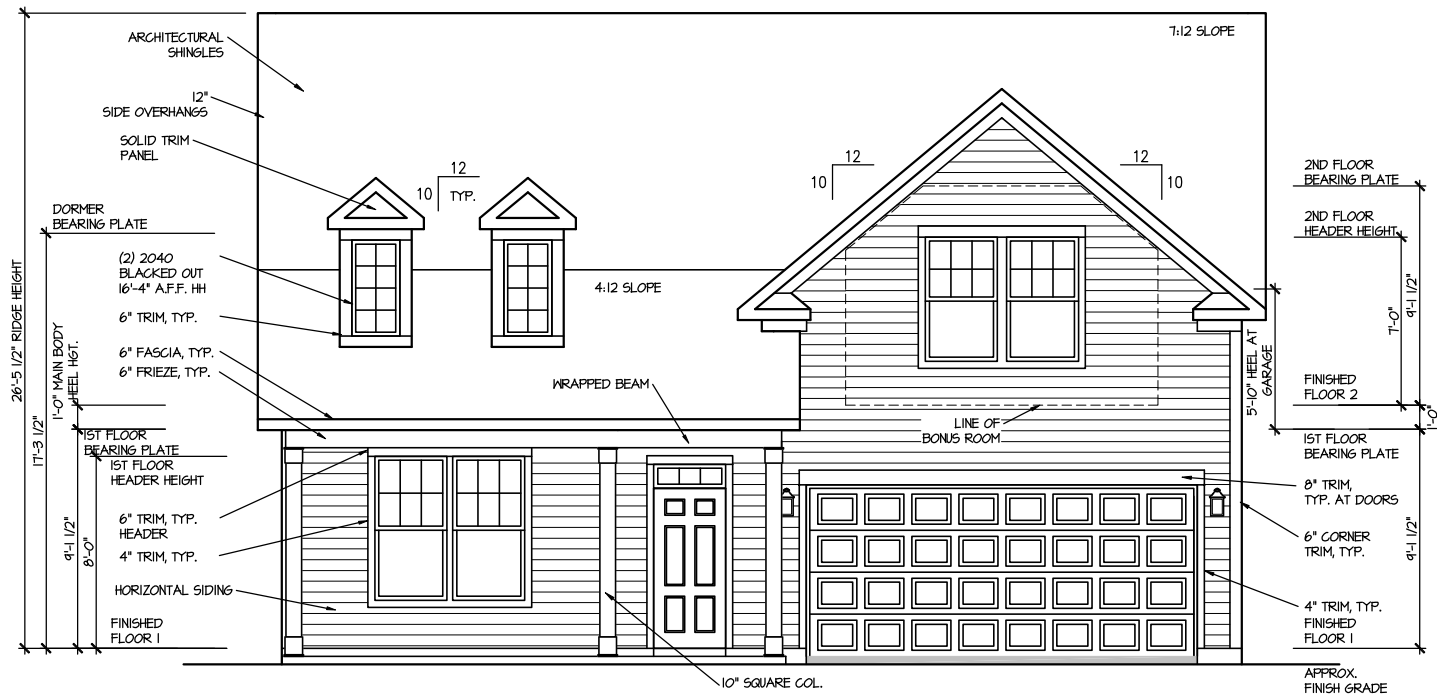 7:12 SLOPE
ARCHITECTURAL
SHINGLES
12"
SIDE OVERHANGS
SOLID TRIM
PANEL
12
10
TYP.
12
10
12
10
DORMER
BEARING PLATE
(2) 2040
BLACKED OUT
16'-4" A.F.F. HH
6" TRIM, TYP.
4:12 SLOPE
6" FASCIA, TYP.
6" FRIEZE, TYP.
WRAPPED BEAM
LINE OF
BONUS ROOM
26'-5 1/2" RIDGE HEIGHT
17'-3 1/2"
1'-0" MAIN BODY
HEEL HGT.
1ST FLOOR
BEARING PLATE
1ST FLOOR
HEADER HEIGHT
9'-1 1/2"
8'-0"
6" TRIM, TYP.
HEADER
4" TRIM, TYP.
HORIZONTAL SIDING
FINISHED
FLOOR 1
10" SQUARE COL.
2ND FLOOR
BEARING PLATE
2ND FLOOR
HEADER HEIGHT
7'-0"
9'-1 1/2"
5'-10" HEEL AT
GARAGE
FINISHED
FLOOR 2
1'-0"
1ST FLOOR
BEARING PLATE
8" TRIM,
TYP. AT DOORS
6" CORNER
TRIM, TYP.
9'-1 1/2"
4" TRIM, TYP.
FINISHED
FLOOR 1
APPROX.
FINISH GRADE